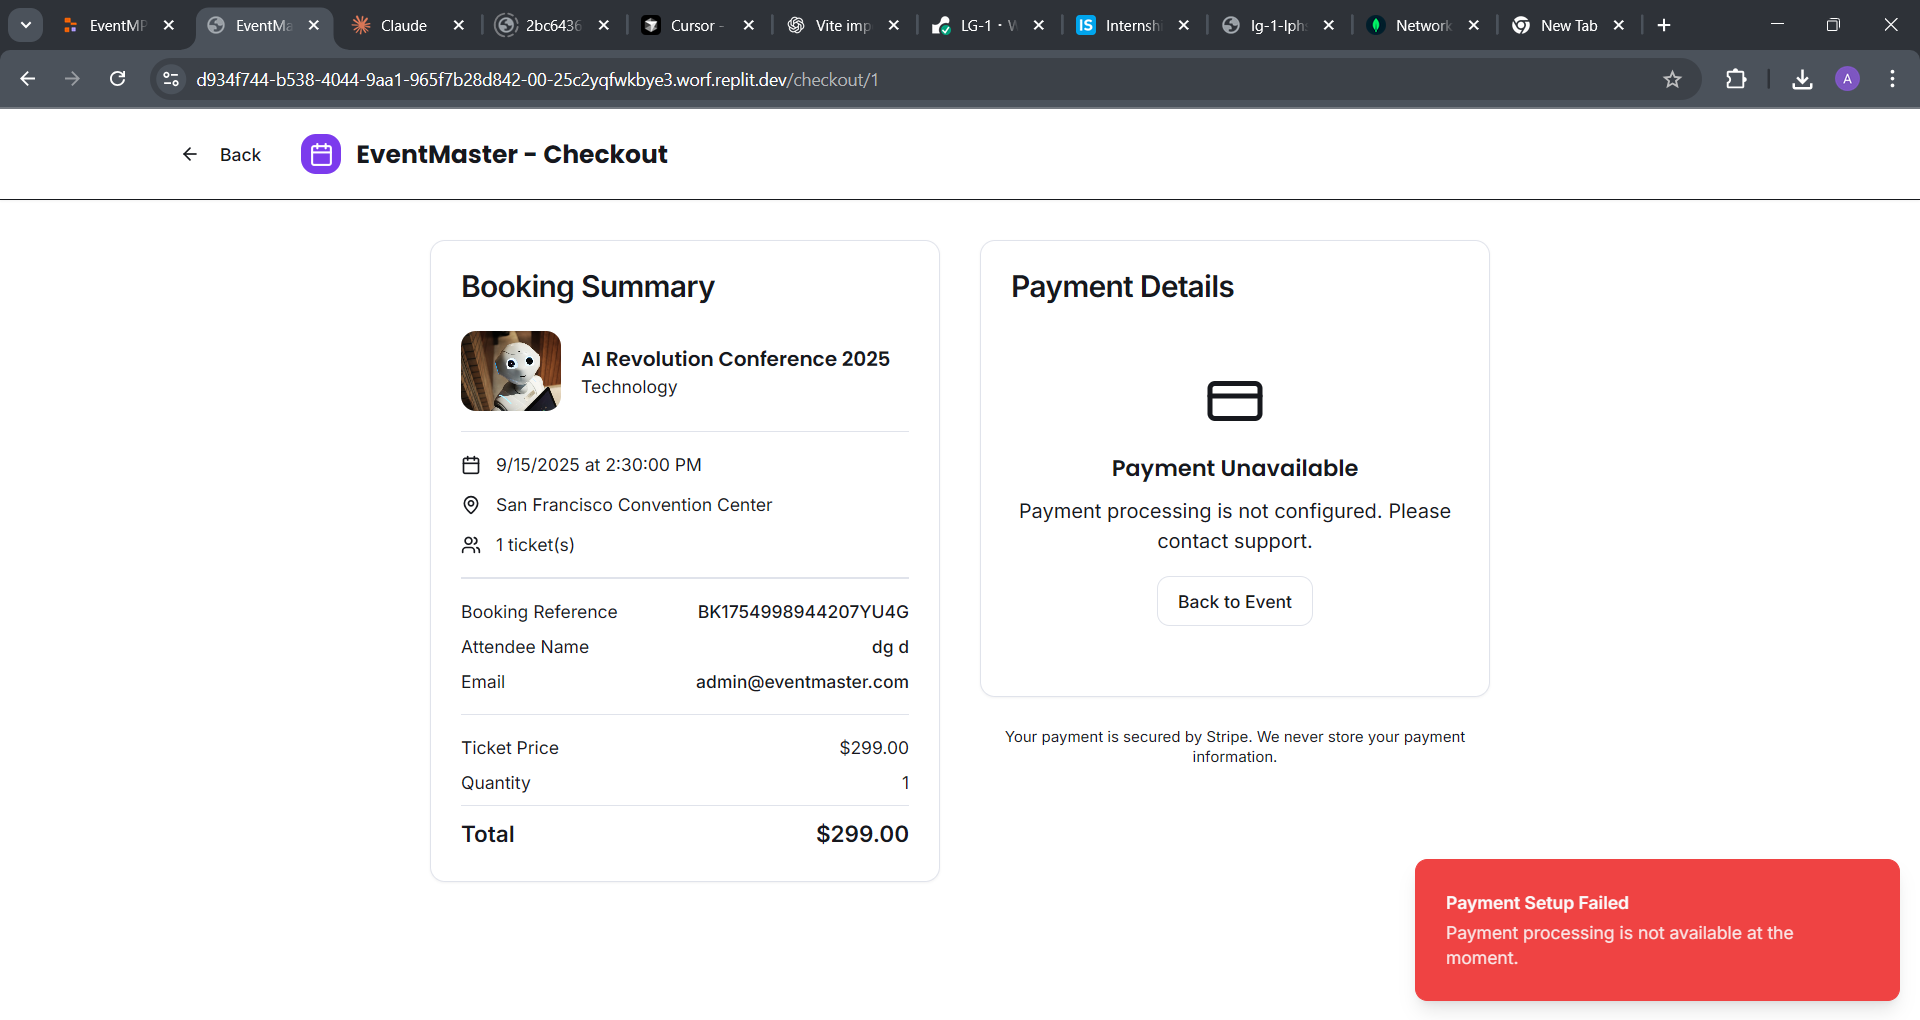 EventMP
EventMa
Claude
2bc6436
Cursor -
Vite imp
LG-1 · W
Internshi
lg-1-lphs
Network
New Tab
d934f744-b538-4044-9aa1-965f7b28d842-00-25c2yqfwkbye3.worf.replit.dev/checkout/1
A
Back
EventMaster - Checkout
Booking Summary
AI Revolution Conference 2025
Technology
9/15/2025 at 2:30:00 PM
San Francisco Convention Center
1 ticket(s)
Booking Reference BK1754998944207YU4G
Attendee Name dg d
Email admin@eventmaster.com
Ticket Price $299.00
Quantity 1
Total $299.00
Payment Details
Payment Unavailable
Payment processing is not configured. Please
contact support.
Back to Event
Your payment is secured by Stripe. We never store your payment
information.
Payment Setup Failed
Payment processing is not available at the
moment.